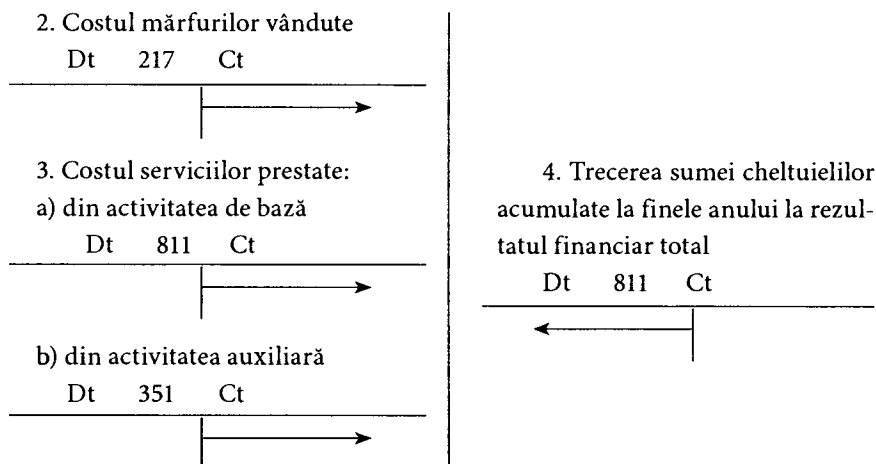 2. Costul mărfurilor vândute
Dt 217 Ct
3. Costul serviciilor prestate:
a) din activitatea de bază
Dt 811 Ct
b) din activitatea auxiliară
Dt 351 Ct
4. Trecerea sumei cheltuielilor
acumulate la finele anului la rezul-
tatul financiar total
Dt 811 Ct